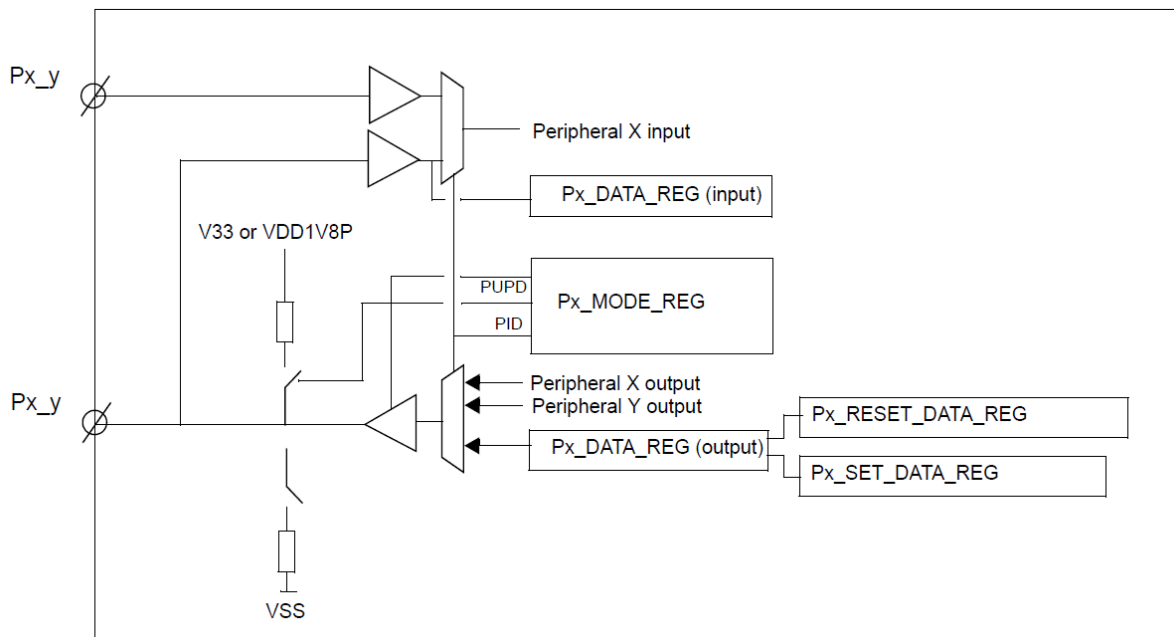 Px_y
Peripheral X input
Px_DATA_REG (input)
V33 or VDD1V8P
PUPD
Px_MODE_REG
PID
Peripheral X output
Px_y
Peripheral Y output
Px_RESET_DATA_REG
Px_DATA_REG (output)
Px_SET_DATA_REG
VSS